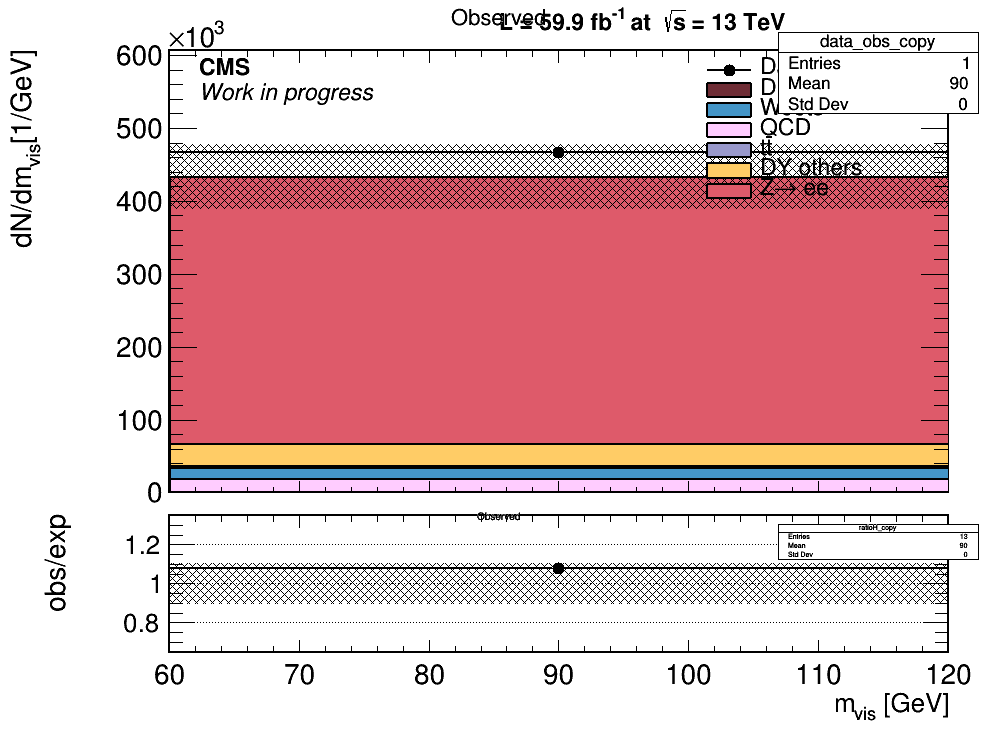 Observed
L = 59.9 fb⁻¹ at √s = 13 TeV
×10³
dN/dm_vis[1/GeV]
600
500
400
300
200
100
0
CMS
Work in progress
data_obs_copy
Entries 1
Mean 90
Std Dev 0
QCD
tt̄
DY others
Z→ ee
obs/exp
1.2
1
0.8
Observed
ratioH_copy
Entries 13
Mean 90
Std Dev 0
60 70 80 90 100 110 120
m_vis [GeV]